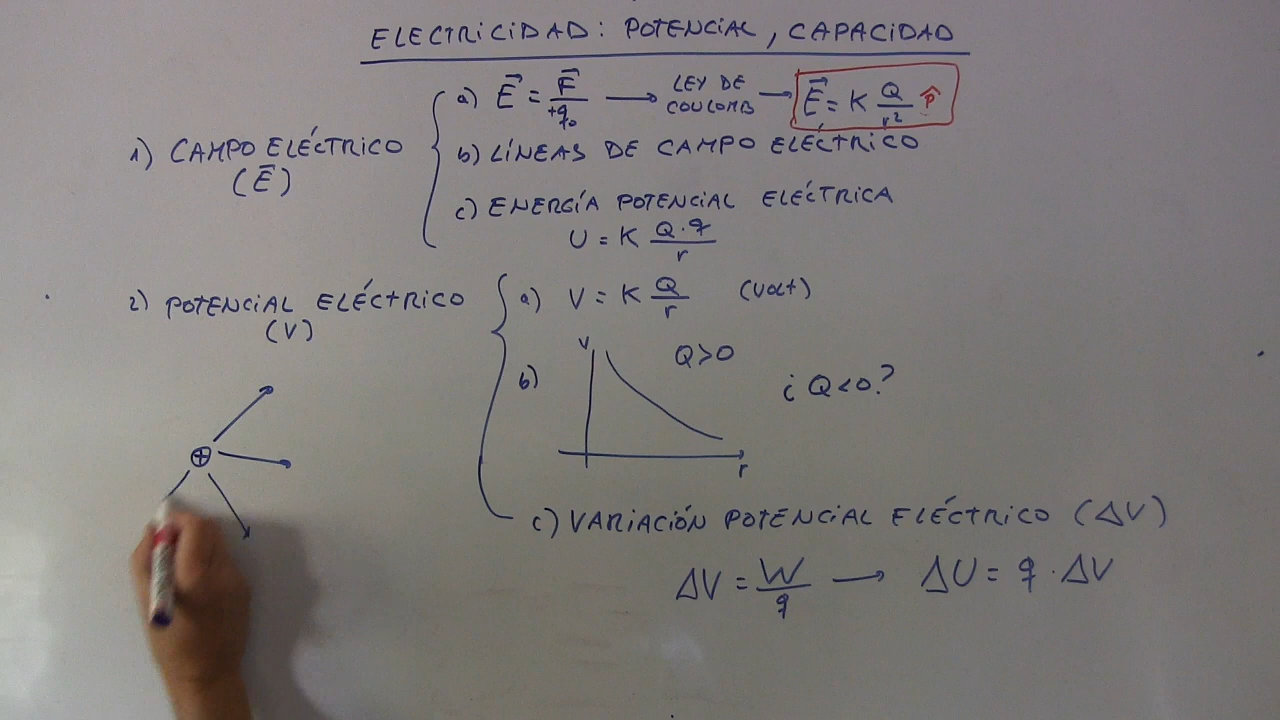 ELECTRICIDAD: POTENCIAL, CAPACIDAD
1) CAMPO ELÉCTRICO
(E⃗)
a) E⃗ = F⃗/+q₀ → LEY DE COULOMB → E⃗ = K Q/r² r̂
b) LÍNEAS DE CAMPO ELÉCTRICO
c) ENERGÍA POTENCIAL ELÉCTRICA
U = K Q·q/r
2) POTENCIAL ELÉCTRICO
(V)
a) V = K Q/r (VOLT)
b) V r Q>0 ¿Q<0?
c) VARIACIÓN POTENCIAL ELÉCTRICO (ΔV)
ΔV = W/q → ΔU = q·ΔV
+